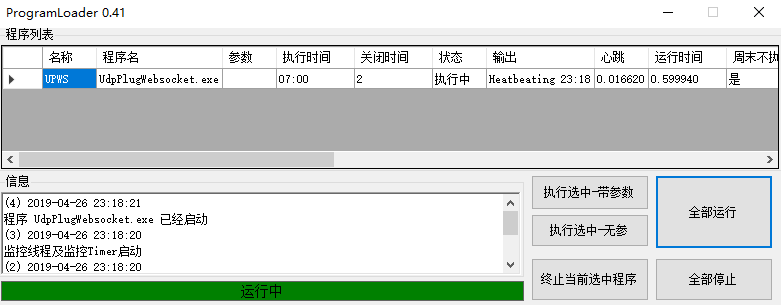 ProgramLoader 0.41
程序列表
名称 程序名 参数 执行时间 关闭时间 状态 输出 心跳 运行时间 周末不执
UPWS UdpPlugWebsocket.exe 07:00 2 执行中 Heatbeating 23:18 0.016620 0.599940 是
信息
(4) 2019-04-26 23:18:21
程序 UdpPlugWebsocket.exe 已经启动
(3) 2019-04-26 23:18:20
监控线程及监控Timer启动
(2) 2019-04-26 23:18:20
运行中
执行选中-带参数
执行选中-无参
终止当前选中程序
全部运行
全部停止